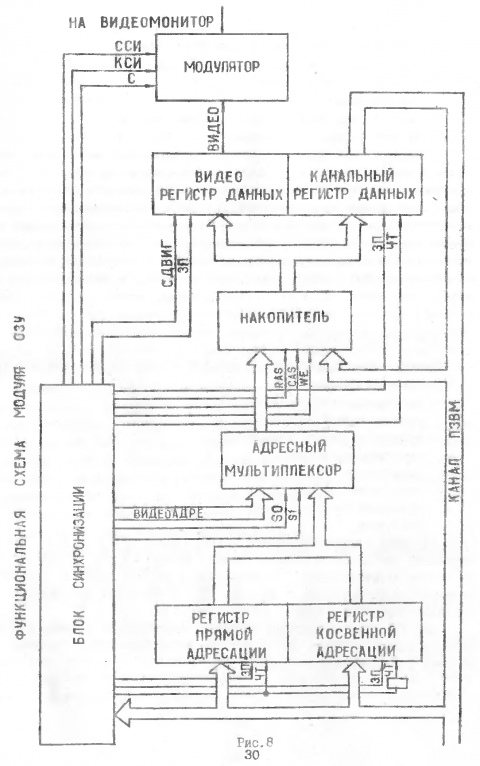 НА ВИДЕОМОНИТОР
ССИ
КСИ
С
МОДУЛЯТОР
ВИДЕО
ВИДЕО
РЕГИСТР ДАННЫХ
КАНАЛЬНЫЙ
РЕГИСТР ДАННЫХ
СДВИГ
ЗП
ЗП
ЧТ
НАКОПИТЕЛЬ
RAS
CAS
WE
АДРЕСНЫЙ
МУЛЬТИПЛЕКСОР
ВИДЕОАДРЕ
S0
S1
РЕГИСТР
ПРЯМОЙ
АДРЕСАЦИИ
РЕГИСТР
КОСВЕННОЙ
АДРЕСАЦИИ
ЗП
ЧТ
ЗП
ЧТ
БЛОК СИНХРОНИЗАЦИИ
ФУНКЦИОНАЛЬНАЯ СХЕМА МОДУЛЯ ОЗУ
КАНАЛ ПЭВМ
Рис.8
30